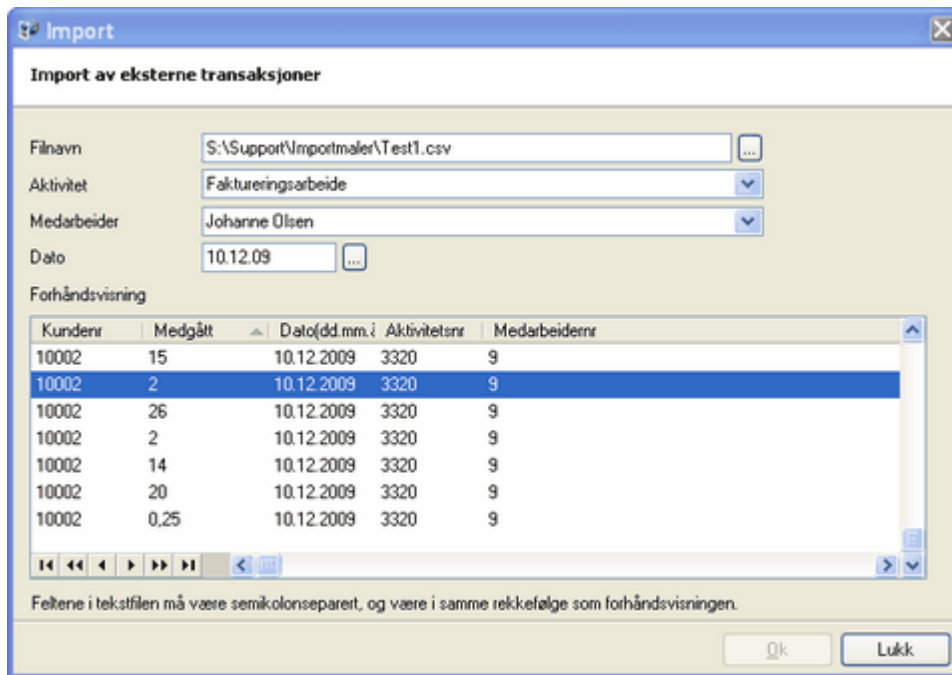 Import
Import av eksterne transaksjoner
Filnavn S:\Support\Importmaler\Test1.csv ...
Aktivitet Faktureringsarbeide
Medarbeider Johanne Olsen
Dato 10.12.09 ...
Forhåndsvisning
Kundenr Medgått Dato(dd.mm.å Aktivitetsnr Medarbeidernr
10002 15 10.12.2009 3320 9
10002 2 10.12.2009 3320 9
10002 26 10.12.2009 3320 9
10002 2 10.12.2009 3320 9
10002 14 10.12.2009 3320 9
10002 20 10.12.2009 3320 9
10002 0,25 10.12.2009 3320 9
Feltene i tekstfilen må være semikolonseparert, og være i samme rekkefølge som forhåndsvisningen.
Ok Lukk